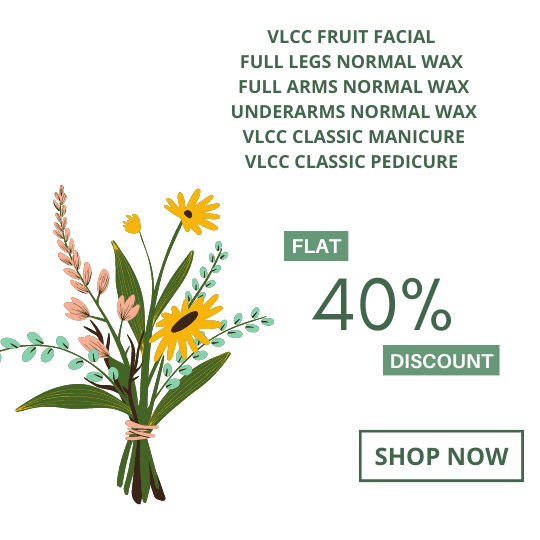 VLCC FRUIT FACIAL
FULL LEGS NORMAL WAX
FULL ARMS NORMAL WAX
UNDERARMS NORMAL WAX
VLCC CLASSIC MANICURE
VLCC CLASSIC PEDICURE
FLAT
40%
DISCOUNT
SHOP NOW